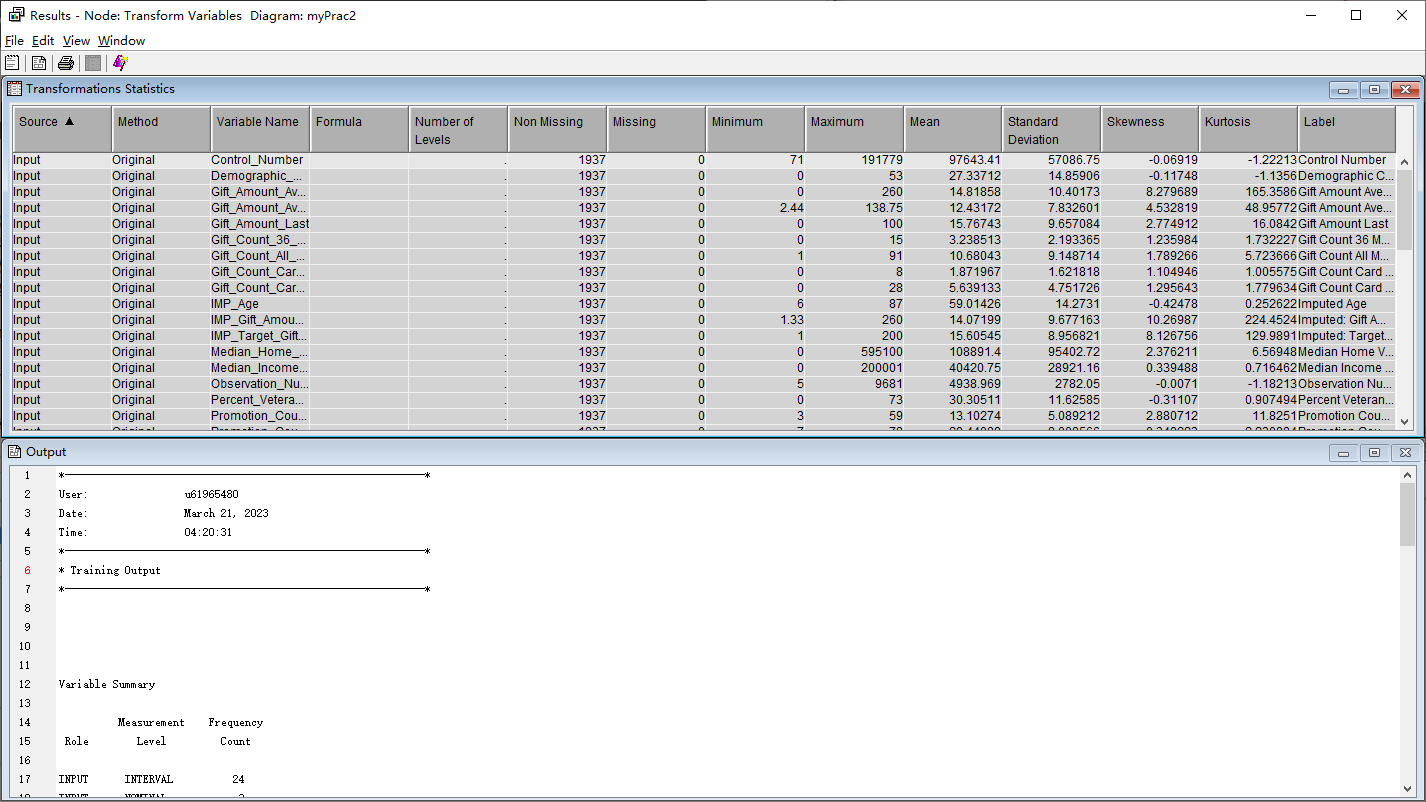 Results - Node: Transform Variables Diagram: myPrac2
File Edit View Window
Transformations Statistics
Source ▲ Method Variable Name Formula Number of Levels Non Missing Missing Minimum Maximum Mean Standard Deviation Skewness Kurtosis Label
Input Original Control_Number . 1937 0 71 191779 97643.41 57086.75 -0.06919 -1.22213 Control Number
Input Original Demographic_... . 1937 0 0 53 27.33712 14.85906 -0.11748 -1.1356 Demographic C...
Input Original Gift_Amount_Av... . 1937 0 0 260 14.81858 10.40173 8.279689 165.3586 Gift Amount Ave...
Input Original Gift_Amount_Av... . 1937 0 2.44 138.75 12.43172 7.832601 4.532819 48.95772 Gift Amount Ave...
Input Original Gift_Amount_Last . 1937 0 0 100 15.76743 9.657084 2.774912 16.0842 Gift Amount Last
Input Original Gift_Count_36_... . 1937 0 0 15 3.238513 2.193365 1.235984 1.732227 Gift Count 36 M...
Input Original Gift_Count_All_... . 1937 0 1 91 10.68043 9.148714 1.789266 5.723666 Gift Count All M...
Input Original Gift_Count_Car... . 1937 0 0 8 1.871967 1.621818 1.104946 1.005575 Gift Count Card ...
Input Original Gift_Count_Car... . 1937 0 0 28 5.639133 4.751726 1.295643 1.779634 Gift Count Card ...
Input Original IMP_Age . 1937 0 6 87 59.01426 14.2731 -0.42478 0.252622 Imputed Age
Input Original IMP_Gift_Amou... . 1937 0 1.33 260 14.07199 9.677163 10.26987 224.4524 Imputed: Gift A...
Input Original IMP_Target_Gift... . 1937 0 1 200 15.60545 8.956821 8.126756 129.9891 Imputed: Target...
Input Original Median_Home_... . 1937 0 0 595100 108891.4 95402.72 2.376211 6.56948 Median Home V...
Input Original Median_Income... . 1937 0 0 200001 40420.75 28921.16 0.339488 0.716462 Median Income ...
Input Original Observation_Nu... . 1937 0 5 9681 4938.969 2782.05 -0.0071 -1.18213 Observation Nu...
Input Original Percent_Vetera... . 1937 0 0 73 30.30511 11.62585 -0.31107 0.907494 Percent Veteran...
Input Original Promotion_Cou... . 1937 0 3 59 13.10274 5.089212 2.880712 11.8251 Promotion Cou...
Output
1 *------------------------------------------------------------*
2 User: u61965480
3 Date: March 21, 2023
4 Time: 04:20:31
5 *------------------------------------------------------------*
6 * Training Output
7 *------------------------------------------------------------*
8
9
10
11
12 Variable Summary
13
14 Measurement Frequency
15 Role Level Count
16
17 INPUT INTERVAL 24